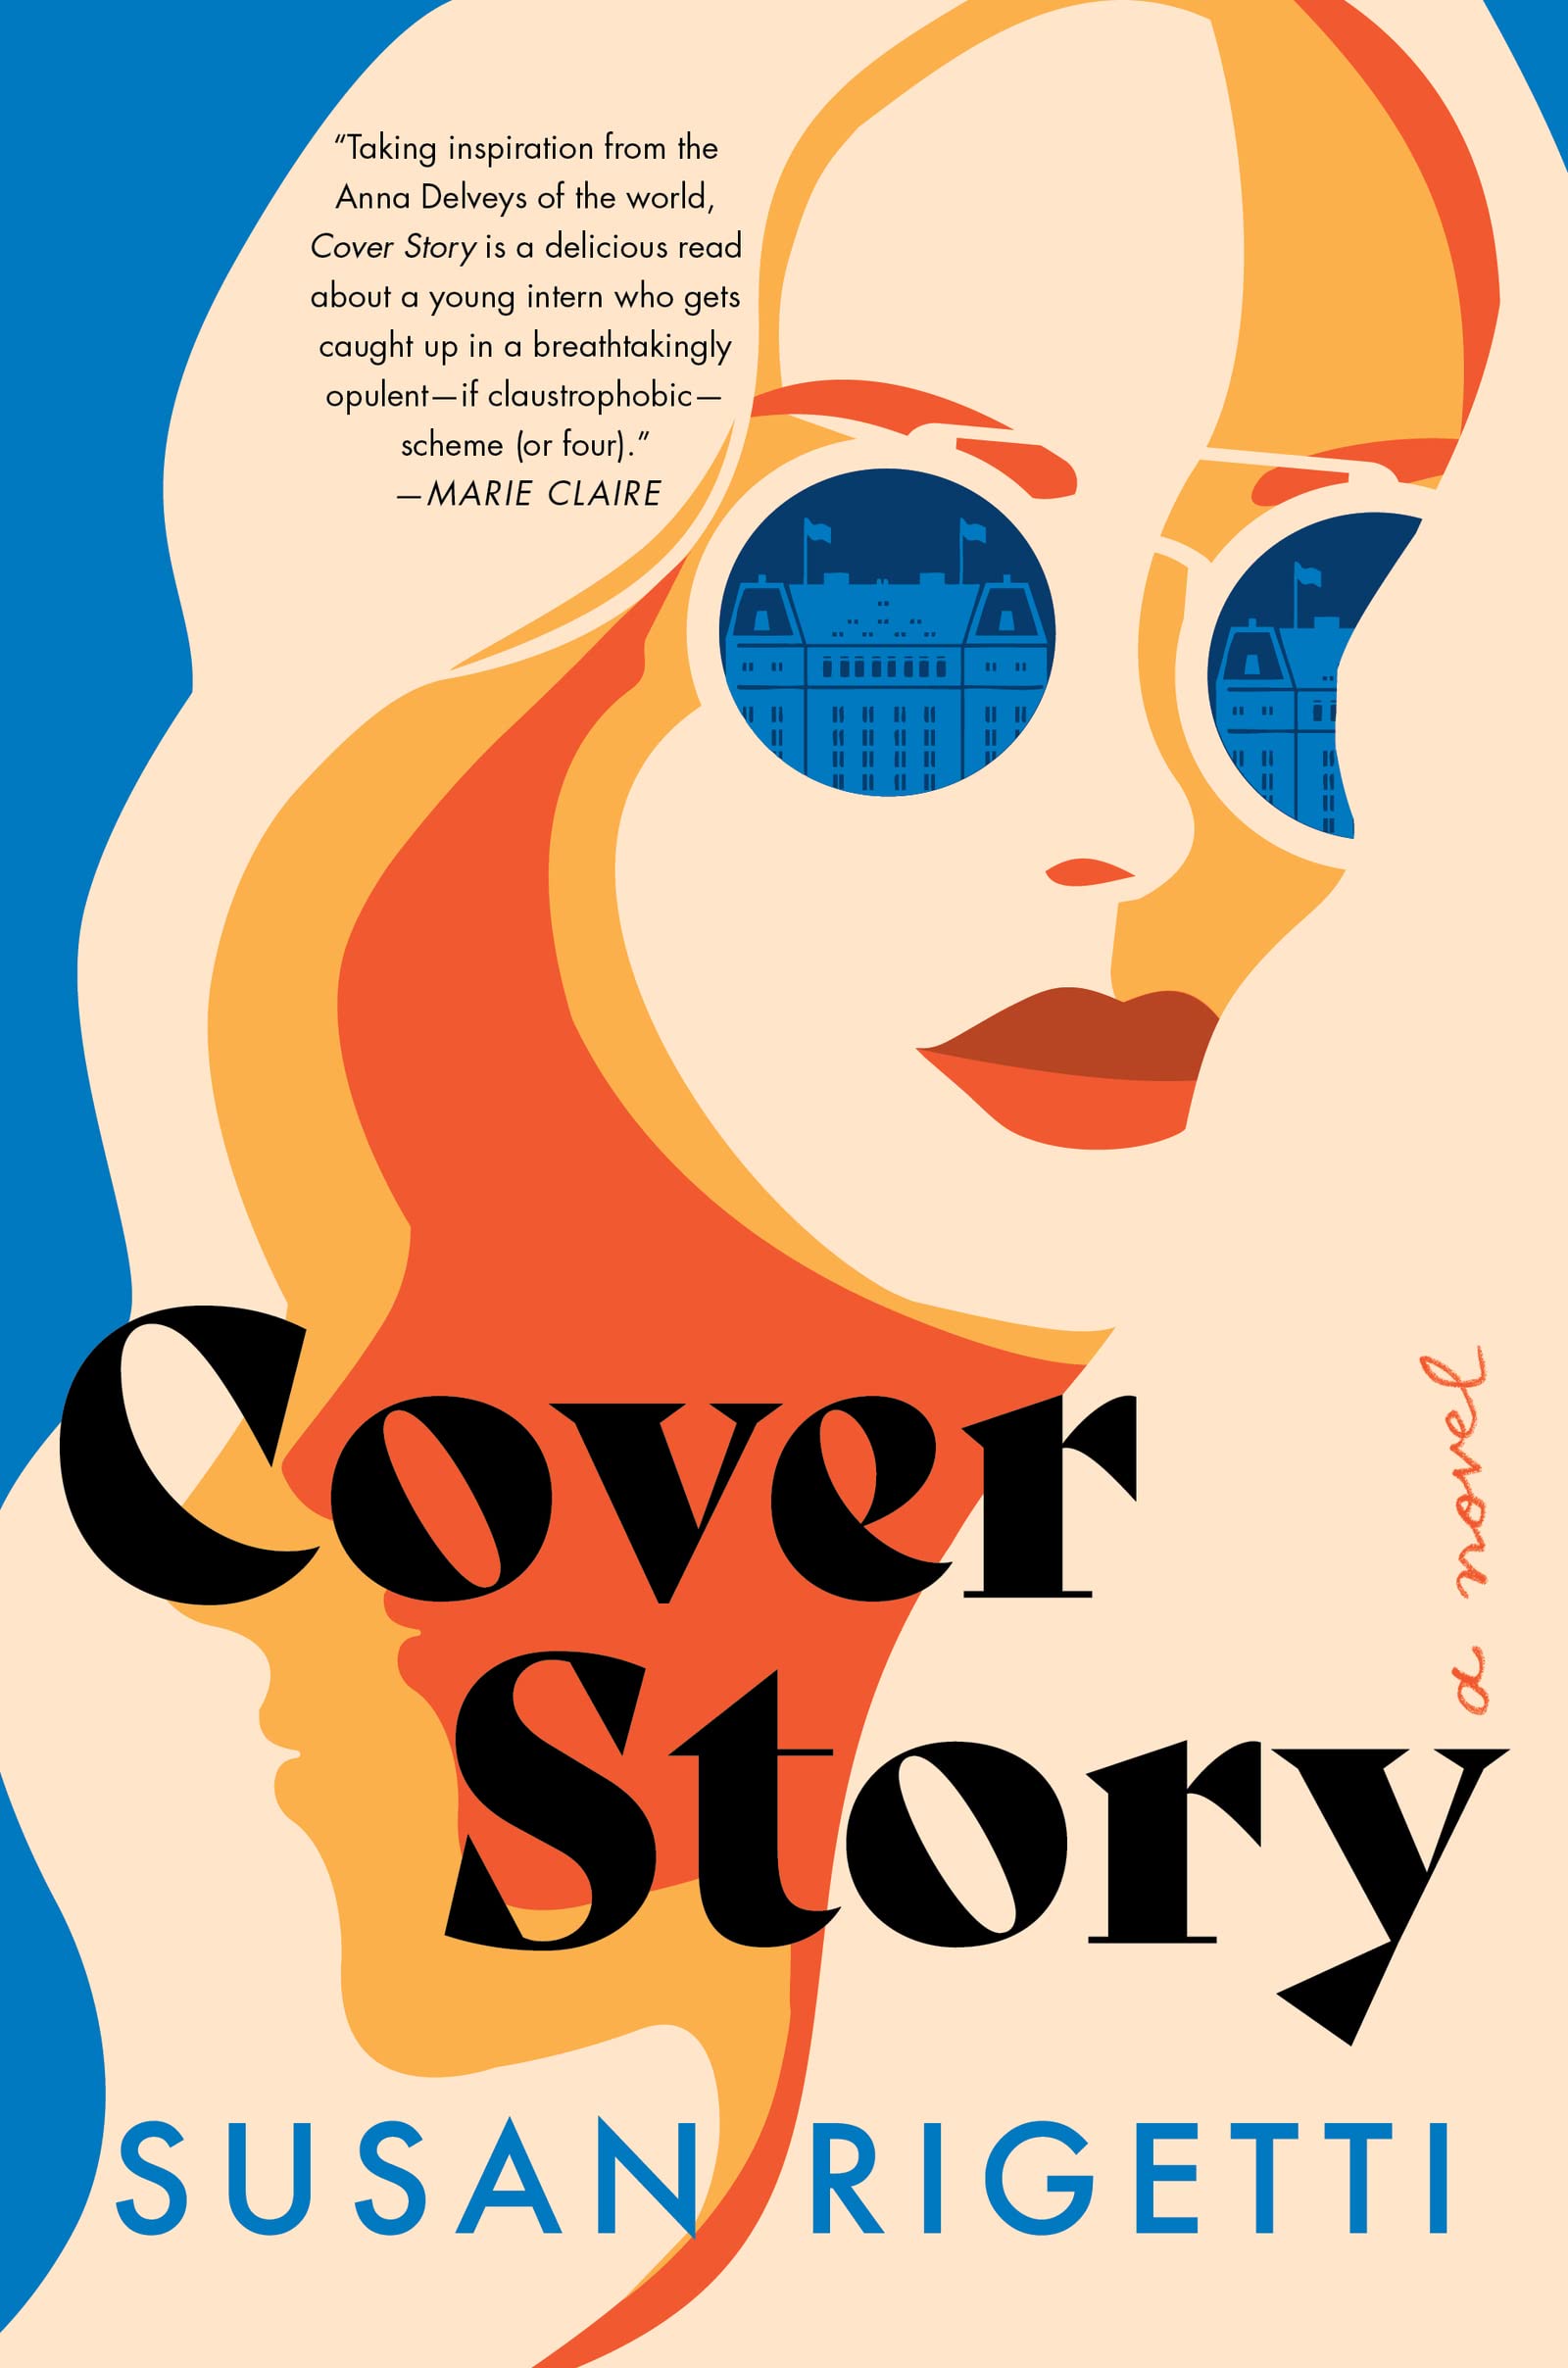 “Taking inspiration from the
Anna Delveys of the world,
Cover Story is a delicious read
about a young intern who gets
caught up in a breathtakingly
opulent—if claustrophobic—
scheme (or four).”
—MARIE CLAIRE
Cover
Story
a novel
SUSAN RIGETTI